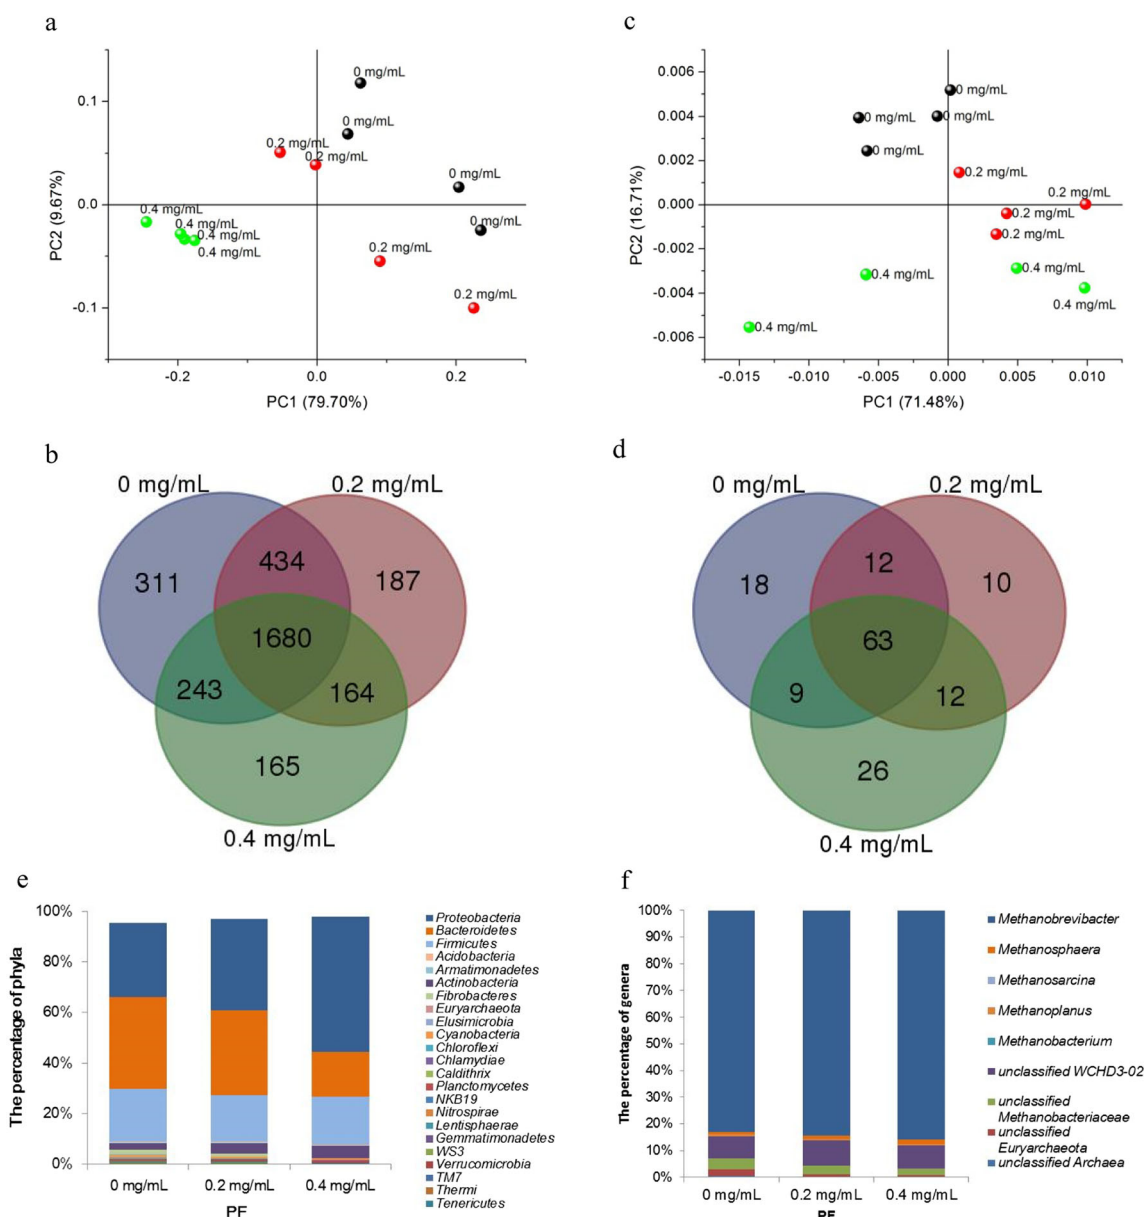 a
0 mg/mL
0.1
0 mg/mL
0.2 mg/mL
0.2 mg/mL
0 mg/mL
PC2 (9.67%)
0.0
0.4 mg/mL
0.4 mg/mL
0.4 mg/mL
0.4 mg/mL
0 mg/mL
0.2 mg/mL
0.2 mg/mL
-0.1
-0.2
0.0
0.2
PC1 (79.70%)
c
0.006
0 mg/mL
0.004
0 mg/mL
0 mg/mL
0 mg/mL
0.002
0.2 mg/mL
0.2 mg/mL
PC2 (16.71%)
0.000
0.2 mg/mL
0.2 mg/mL
-0.002
0.4 mg/mL
0.4 mg/mL
-0.004
0.4 mg/mL
0.4 mg/mL
-0.006
-0.015
-0.010
-0.005
0.000
0.005
0.010
PC1 (71.48%)
b
0 mg/mL
0.2 mg/mL
311
434
187
1680
243
164
165
0.4 mg/mL
d
0 mg/mL
0.2 mg/mL
18
12
10
63
9
12
26
0.4 mg/mL
e
The percentage of phyla
100%
80%
60%
40%
20%
0%
0 mg/mL
0.2 mg/mL
0.4 mg/mL
PF
Proteobacteria
Bacteroidetes
Firmicutes
Acidobacteria
Armatimonadetes
Actinobacteria
Fibrobacteres
Euryarchaeota
Elusimicrobia
Cyanobacteria
Chloroflexi
Chlamydiae
Caldithrix
Planctomycetes
NKB19
Nitrospirae
Lentisphaerae
Gemmatimonadetes
WS3
Verrucomicrobia
TM7
Thermi
Tenericutes
f
The percentage of genera
100%
90%
80%
70%
60%
50%
40%
30%
20%
10%
0%
0 mg/mL
0.2 mg/mL
0.4 mg/mL
PF
Methanobrevibacter
Methanosphaera
Methanosarcina
Methanoplanus
Methanobacterium
unclassified WCHD3-02
unclassified
Methanobacteriaceae
unclassified
Euryarchaeota
unclassified Archaea